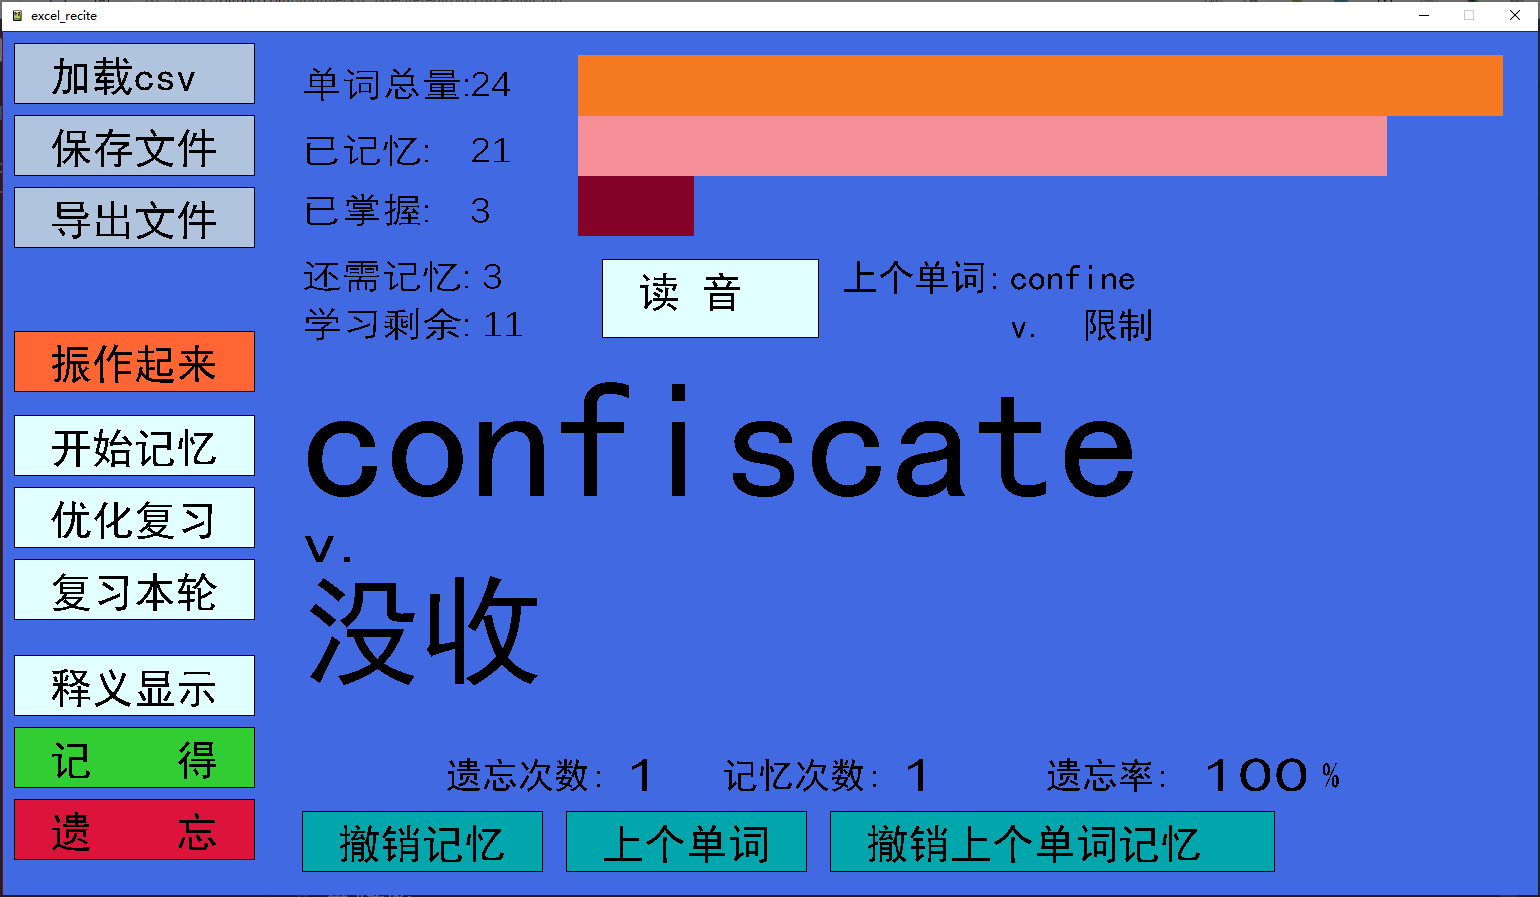 excel_recite
加载csv
保存文件
导出文件
振作起来
开始记忆
优化复习
复习本轮
释义显示
记 得
遗 忘
单词总量:24
已记忆: 21
已掌握: 3
还需记忆: 3
学习剩余: 11
读 音
上个单词: confine
v. 限制
confiscate
v.
没收
遗忘次数: 1 记忆次数: 1 遗忘率: 100 %
撤销记忆 上个单词 撤销上个单词记忆